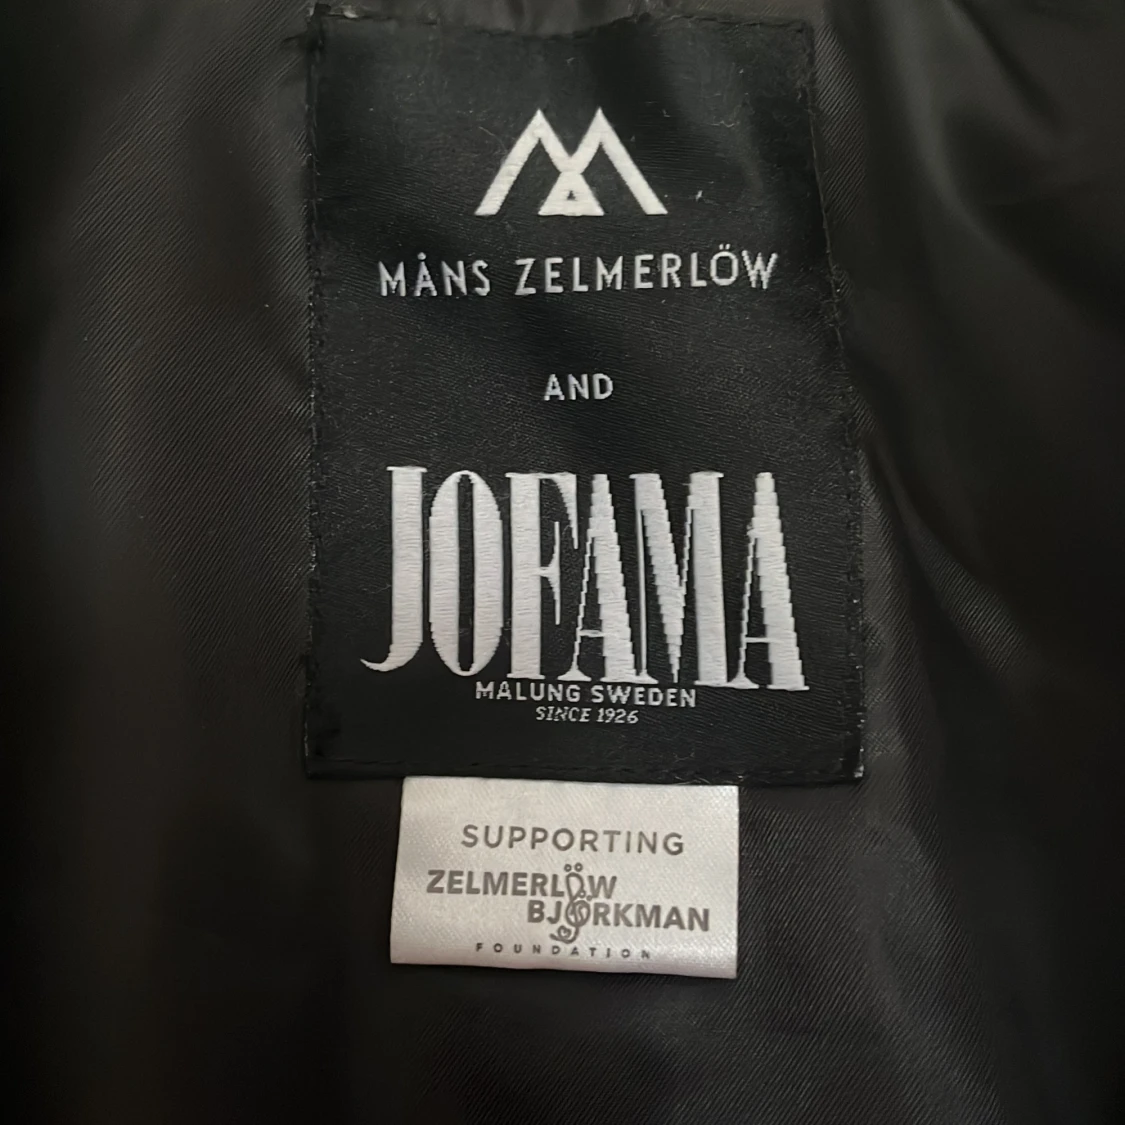 MÅNS ZELMERLÖW
AND
JOFAMA
MALUNG SWEDEN
SINCE 1926
SUPPORTING
ZELMERLÖW
BJÖRKMAN
FOUNDATION